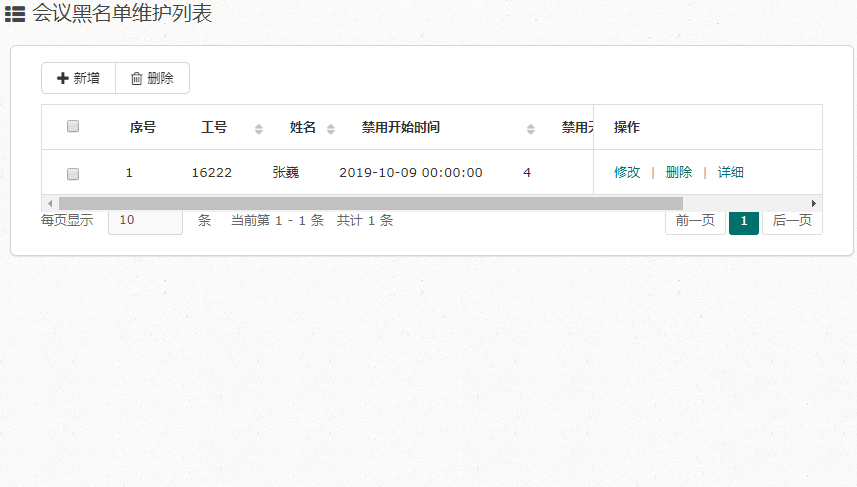 会议黑名单维护列表
新增 删除
序号 工号 姓名 禁用开始时间 禁用 操作
1 16222 张巍 2019-10-09 00:00:00 4 修改 | 删除 | 详细
每页显示 10 条 当前第 1 - 1 条 共计 1 条 前一页 1 后一页